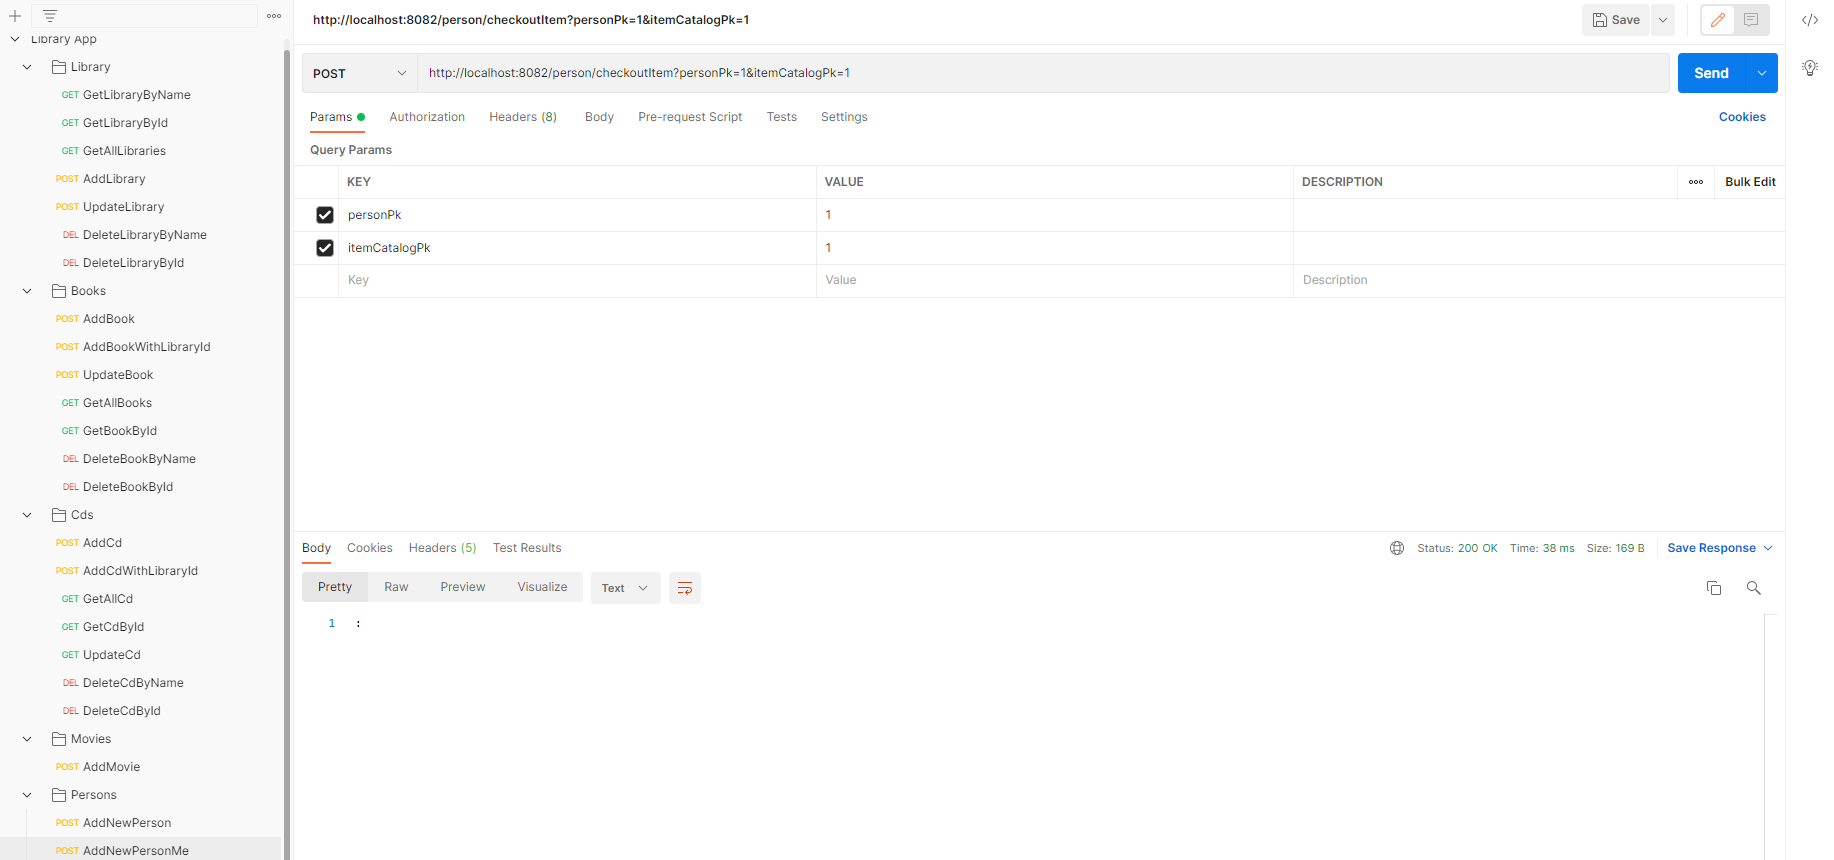 Library App
Library
GET GetLibraryByName
GET GetLibraryById
GET GetAllLibraries
POST AddLibrary
POST UpdateLibrary
DEL DeleteLibraryByName
DEL DeleteLibraryById
Books
POST AddBook
POST AddBookWithLibraryId
POST UpdateBook
GET GetAllBooks
GET GetBookById
DEL DeleteBookByName
DEL DeleteBookById
Cds
POST AddCd
POST AddCdWithLibraryId
GET GetAllCd
GET GetCdById
GET UpdateCd
DEL DeleteCdByName
DEL DeleteCdById
Movies
POST AddMovie
Persons
POST AddNewPerson
POST AddNewPersonMe
http://localhost:8082/person/checkoutItem?personPk=1&itemCatalogPk=1
Save
POST http://localhost:8082/person/checkoutItem?personPk=1&itemCatalogPk=1 Send
Params Authorization Headers (8) Body Pre-request Script Tests Settings Cookies
Query Params
KEY VALUE DESCRIPTION Bulk Edit
personPk 1
itemCatalogPk 1
Key Value Description
Body Cookies Headers (5) Test Results Status: 200 OK Time: 38 ms Size: 169 B Save Response
Pretty Raw Preview Visualize Text
1 :